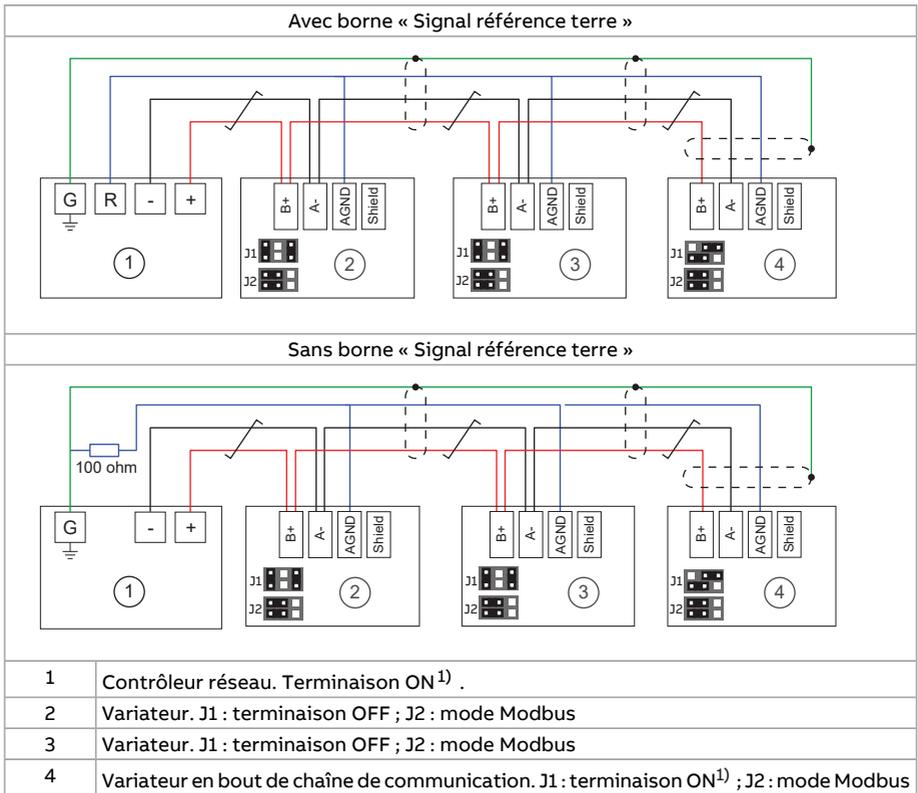 Avec borne « Signal référence terre »
G R - +
1
B+ A- AGND Shield
J1
J2
2
B+ A- AGND Shield
J1
J2
3
B+ A- AGND Shield
J1
J2
4
Sans borne « Signal référence terre »
100 ohm
G - +
1
B+ A- AGND Shield
J1
J2
2
B+ A- AGND Shield
J1
J2
3
B+ A- AGND Shield
J1
J2
4
1 Contrôleur réseau. Terminaison ON1) .
2 Variateur. J1 : terminaison OFF ; J2 : mode Modbus
3 Variateur. J1 : terminaison OFF ; J2 : mode Modbus
4 Variateur en bout de chaîne de communication. J1 : terminaison ON1) ; J2 : mode Modbus